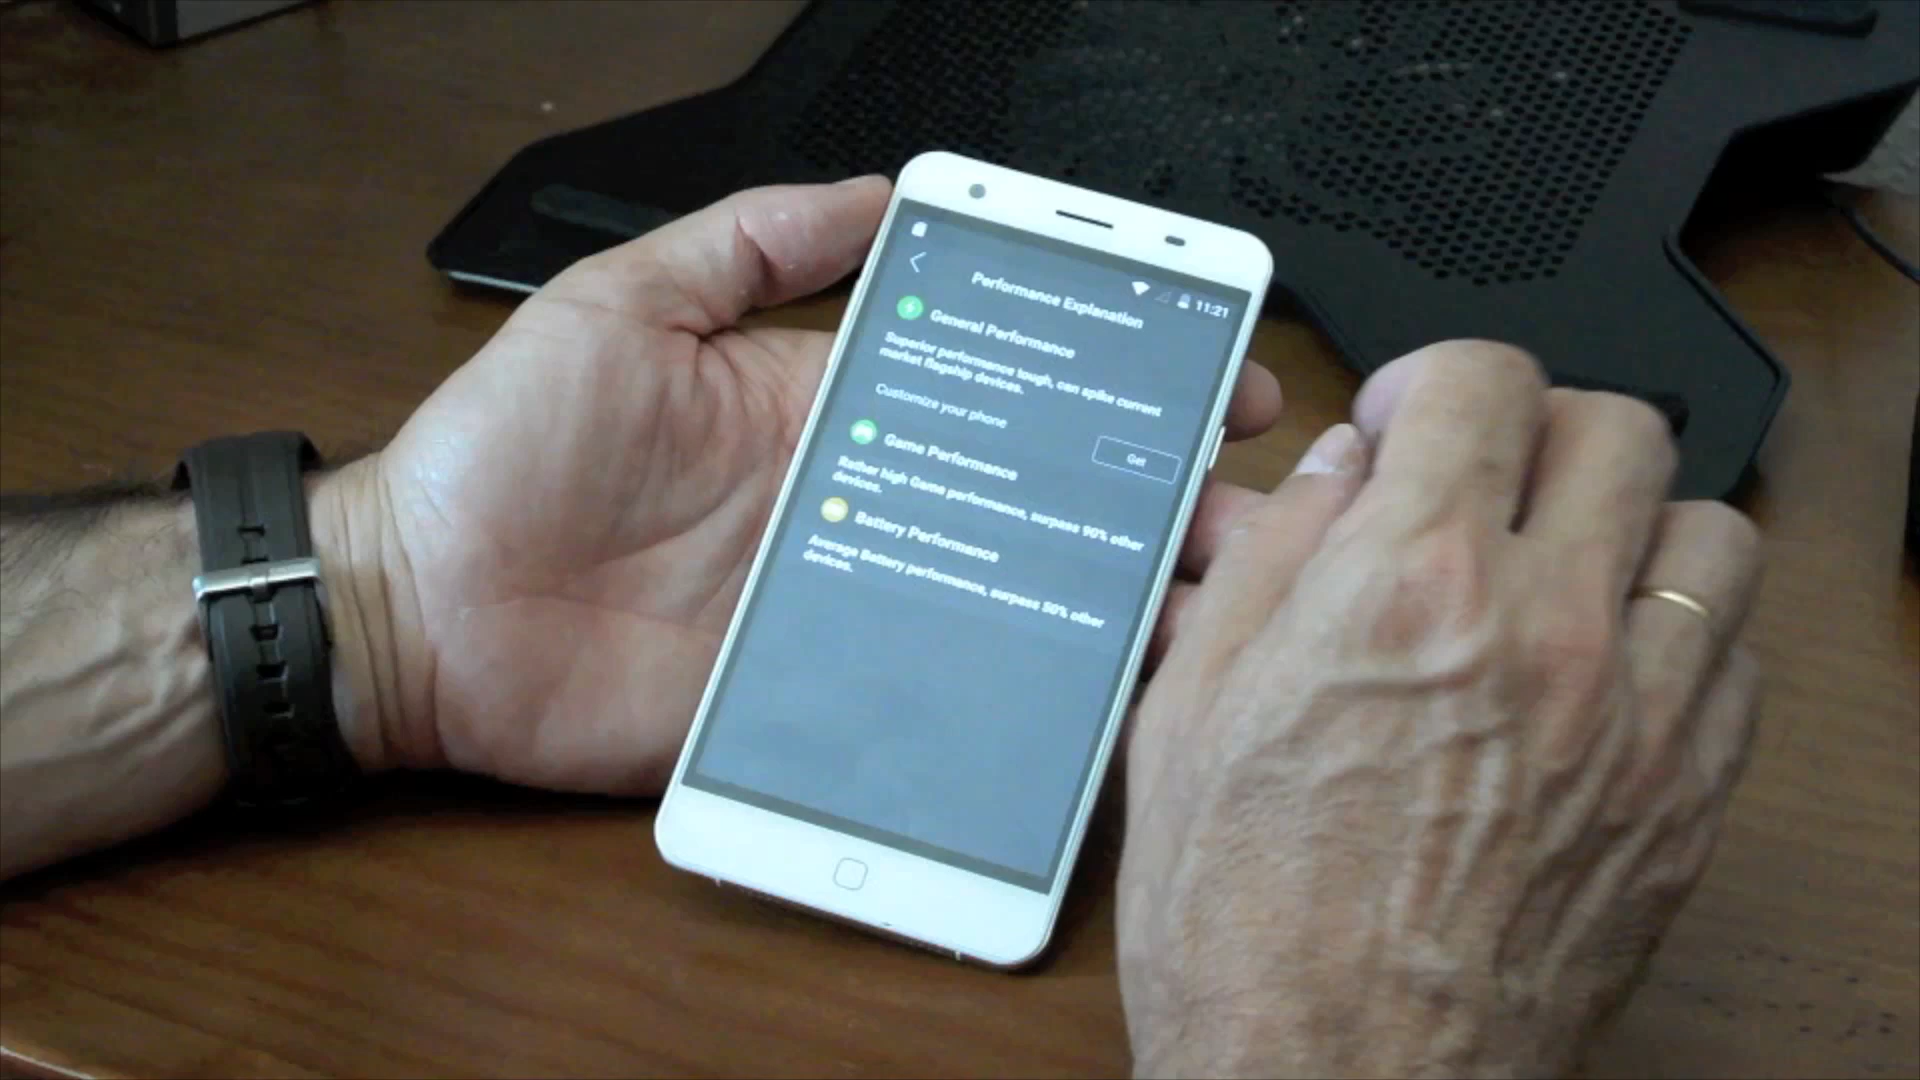 11:21
Performance Explanation
General Performance
Superior performance tough, can spike current
market flagship devices.
Customize your phone
Get
Game Performance
Rather high Game performance, surpass 90% other
devices.
Battery Performance
Average Battery performance, surpass 50% other
devices.